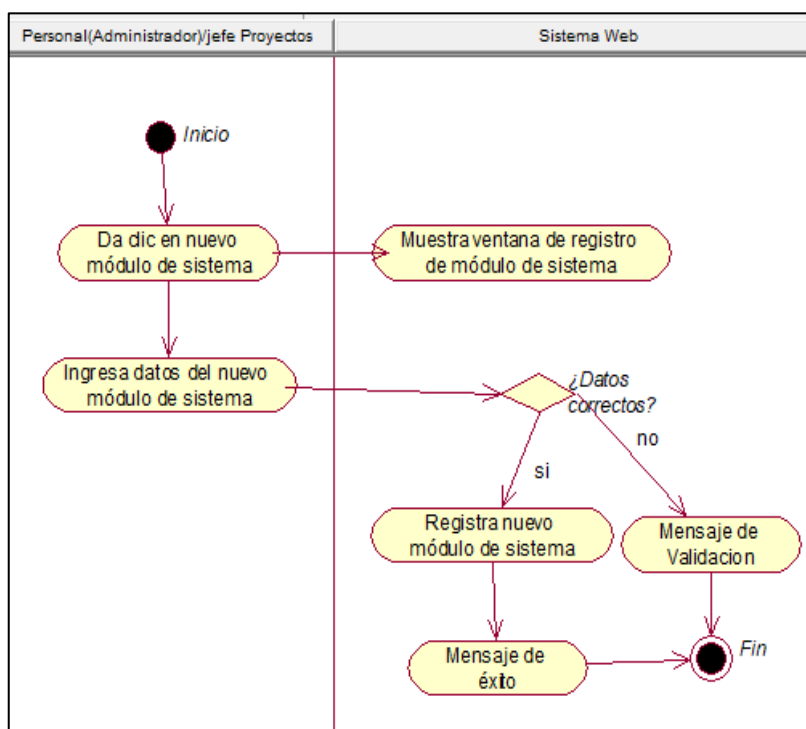 Personal(Administrador)/jefe Proyectos
Sistema Web
Inicio
Da clic en nuevo
módulo de sistema
Muestra ventana de registro
de módulo de sistema
Ingresa datos del nuevo
módulo de sistema
¿Datos
correctos?
no
si
Registra nuevo
módulo de sistema
Mensaje de
Validacion
Mensaje de
éxito
Fin